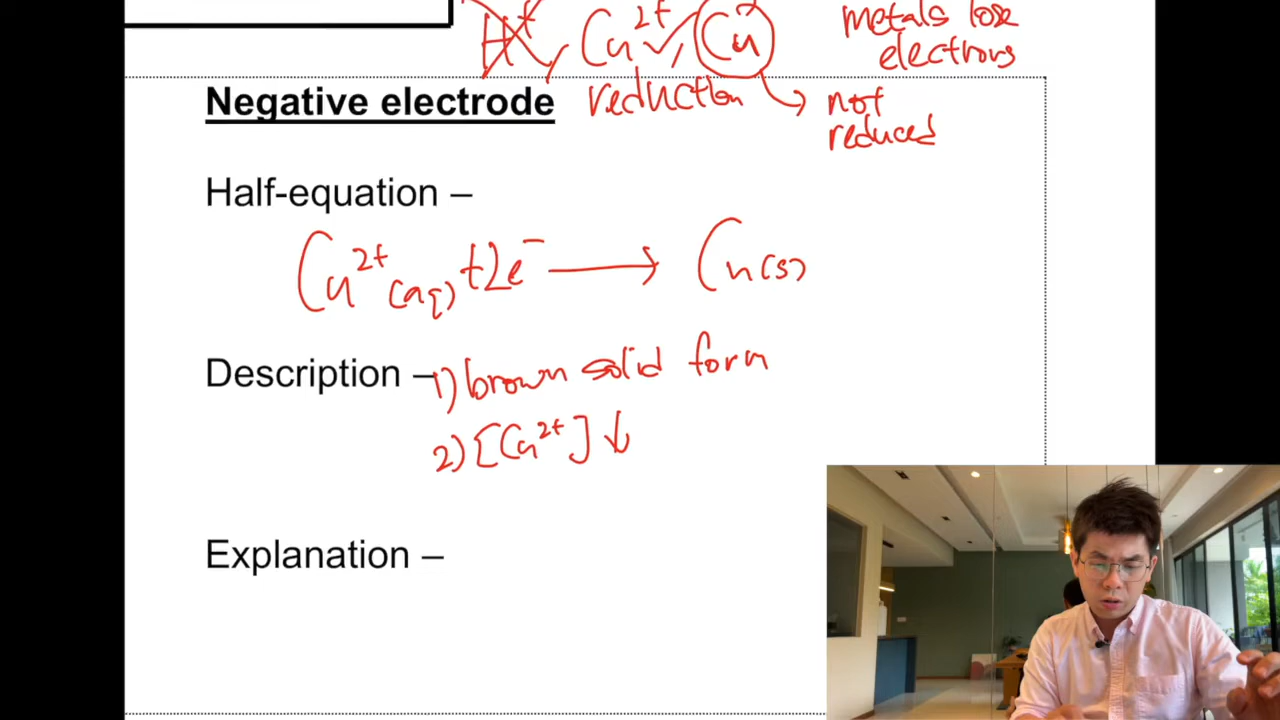 H⁺ Cu²⁺ Cu
metals lose
electrons
Negative electrode
reduction
not
reduced
Half-equation –
Cu²⁺(aq) + 2e⁻ → Cu(s)
Description –
1) brown solid form
2) [Cu²⁺] ↓
Explanation –